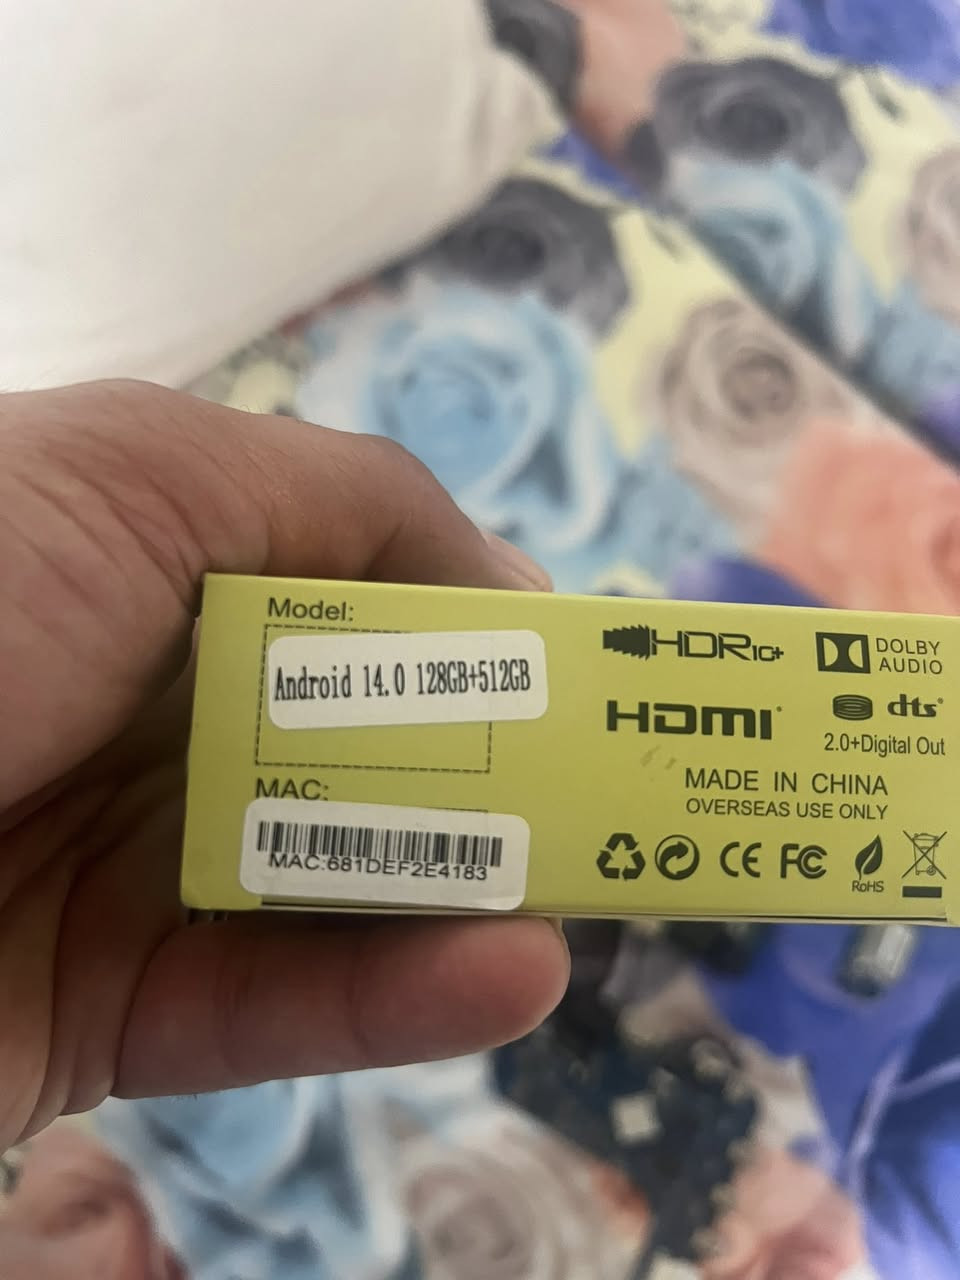 Model:
Android 14.0 128GB+512GB
MAC:
MAC:681DEF2E4183
HDR10+
DOLBY
AUDIO
HDMI
dts
2.0+Digital Out
MADE IN CHINA
OVERSEAS USE ONLY
CE FC
RoHS